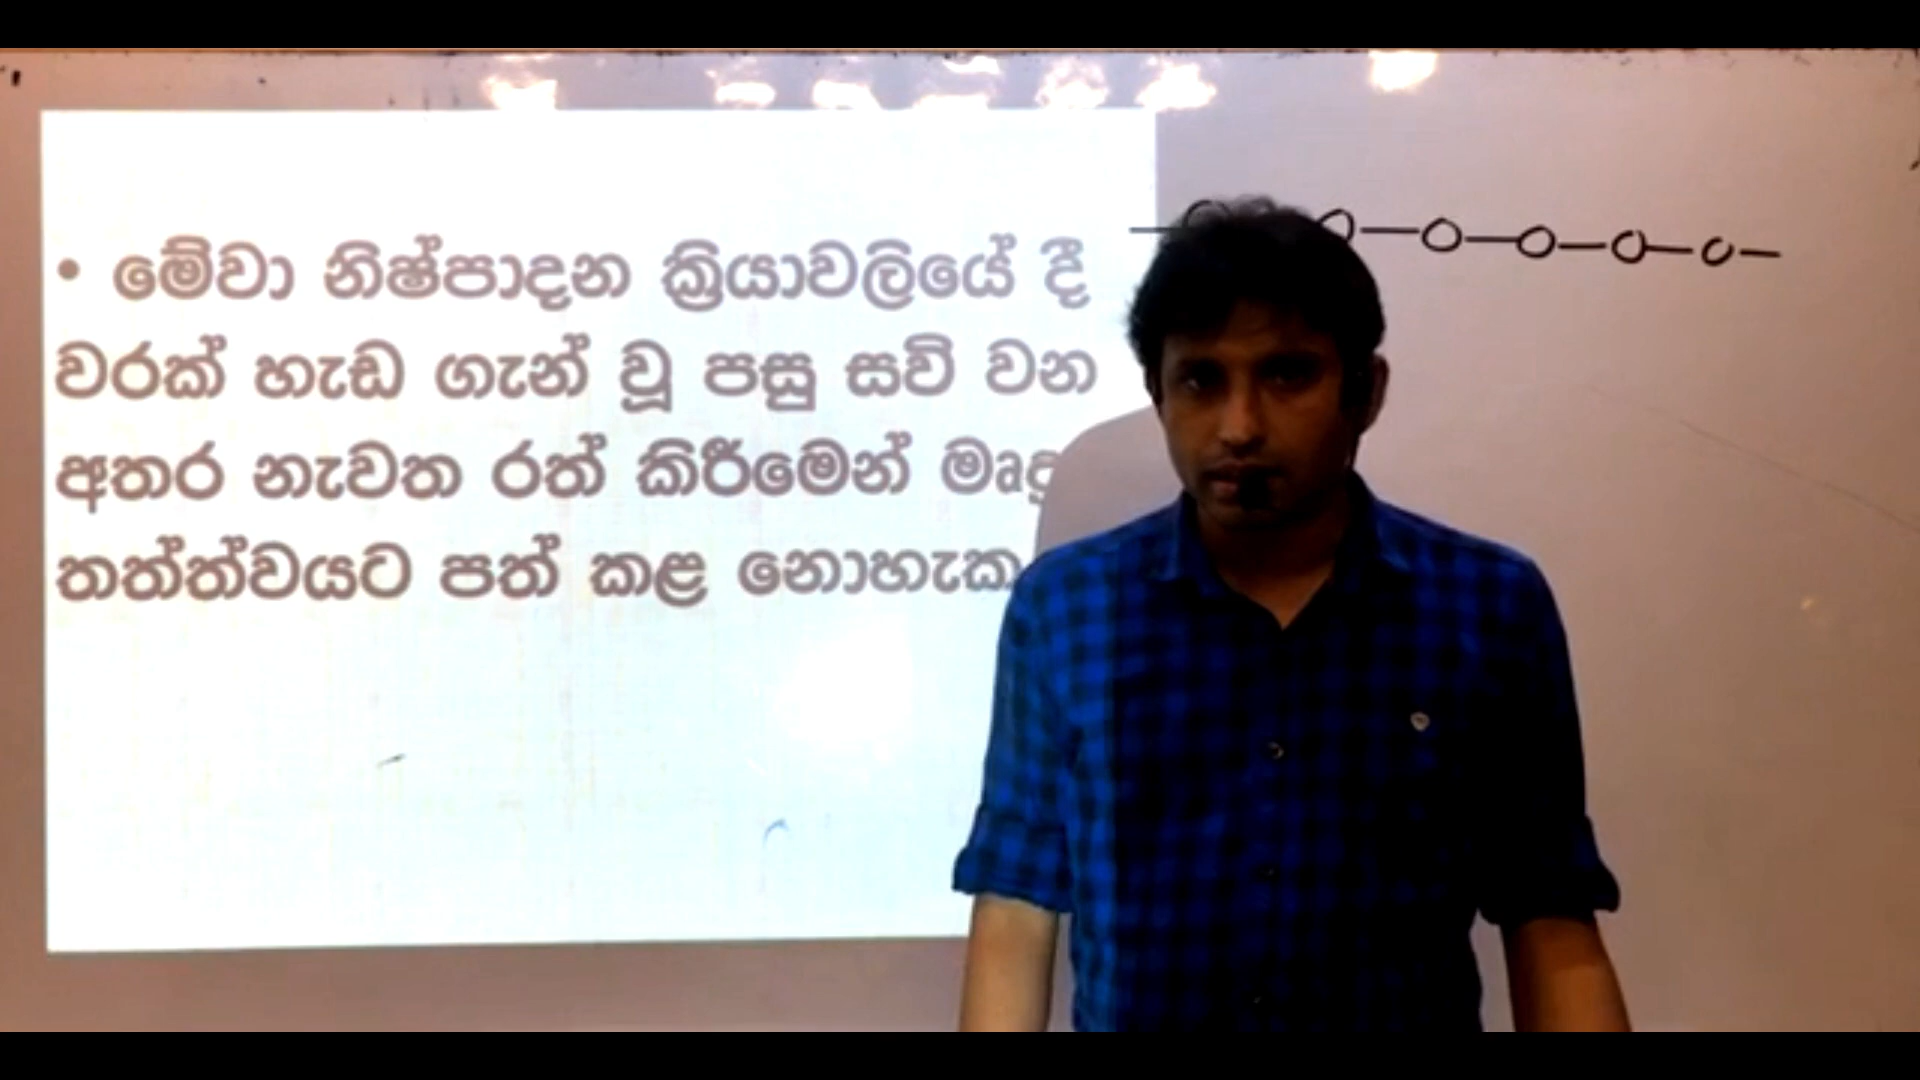 • මේවා නිෂ්පාදන ක්‍රියාවලියේ දී
වරක් හැඩ ගැන් වූ පසු සවි වන
අතර නැවත රත් කිරීමෙන්
තත්ත්වයට පත් කළ නොහැක